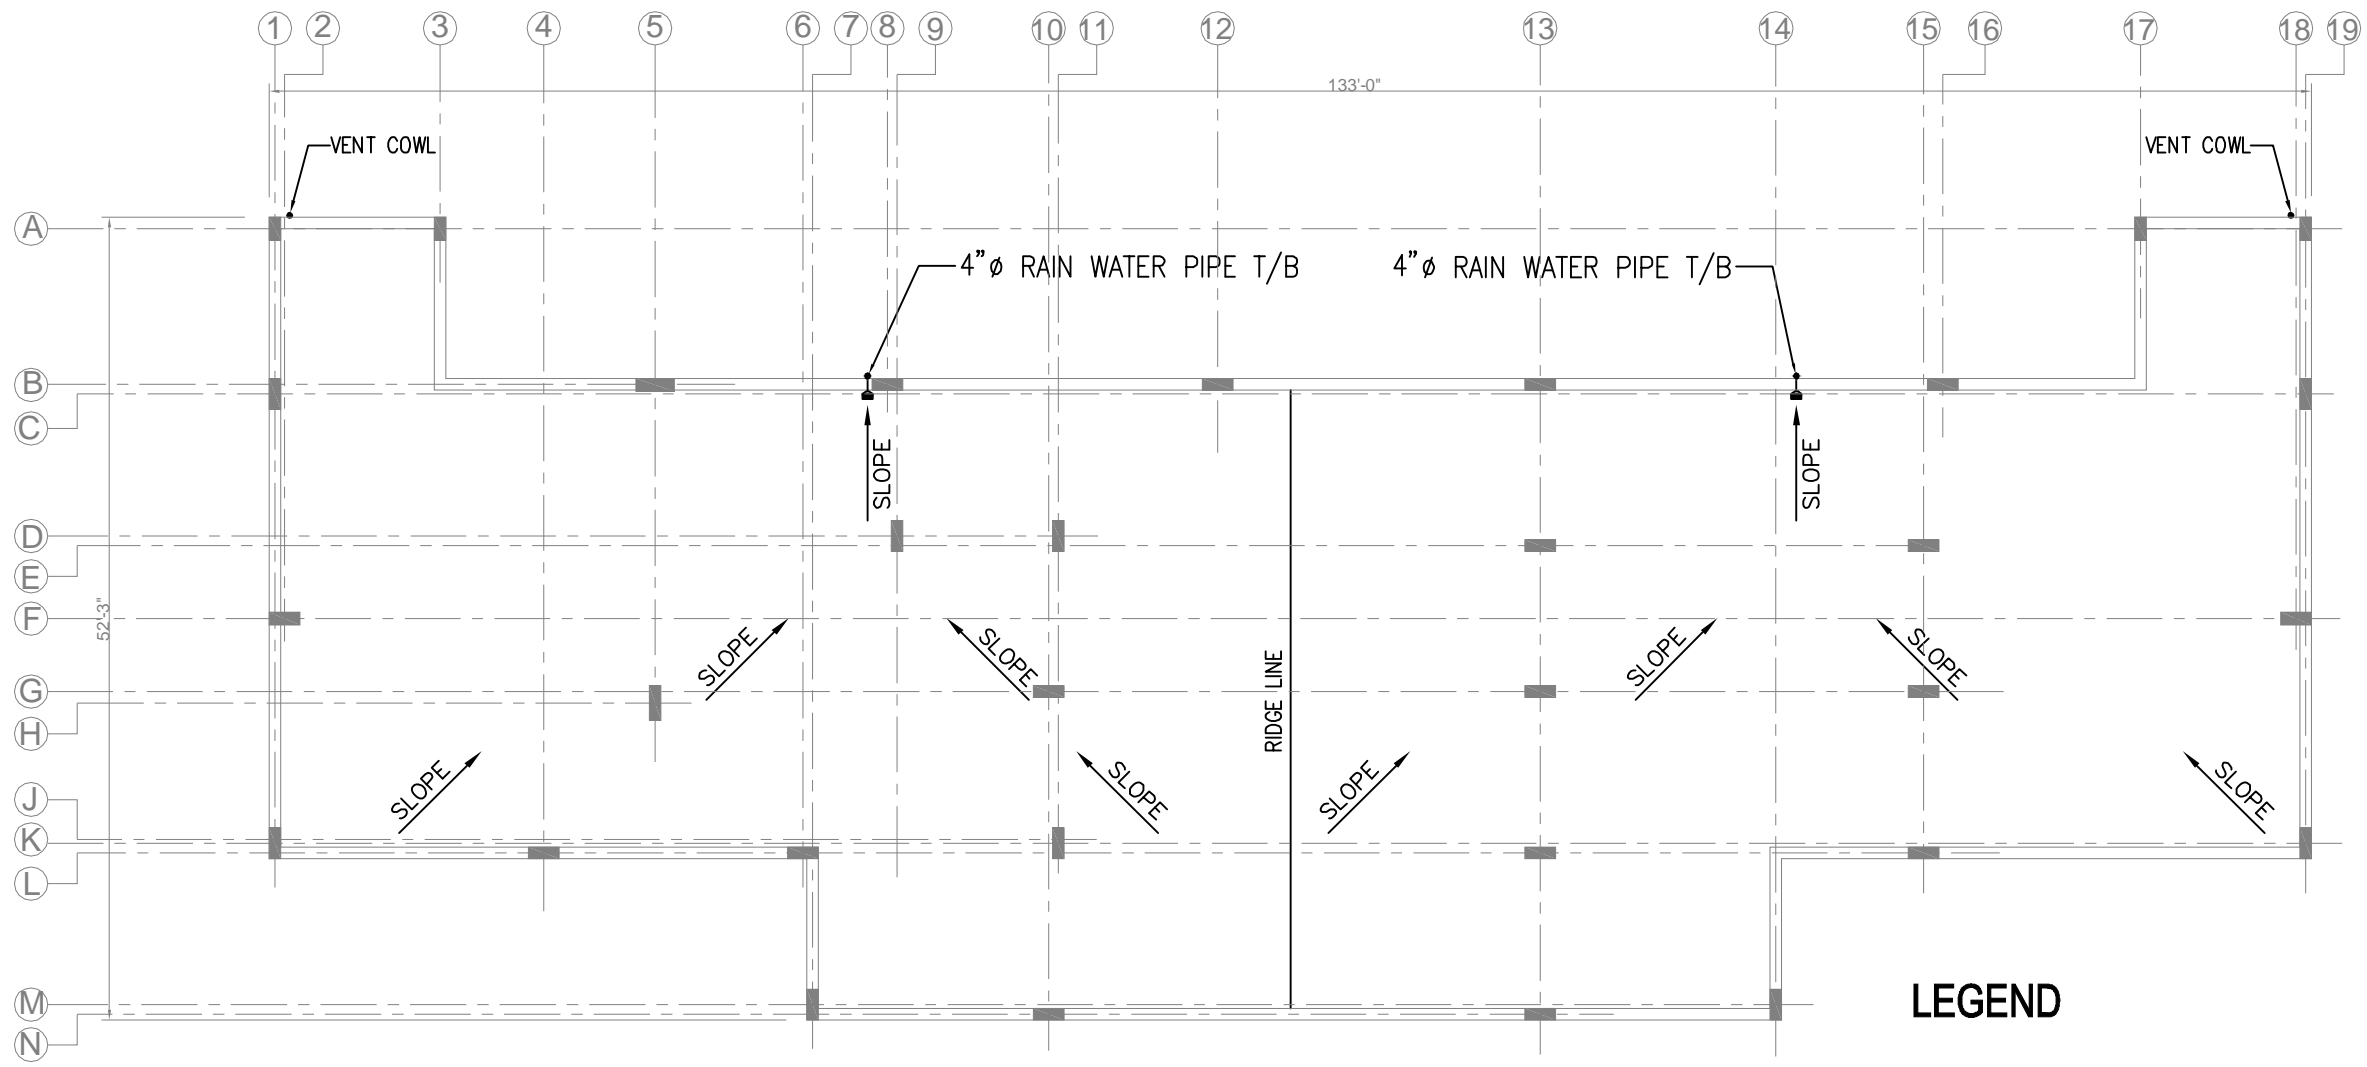 1 2 3 4 5 6 7 8 9 10 11 12 13 14 15 16 17 18 19
133'-0"
VENT COWL
VENT COWL
A
4"ø RAIN WATER PIPE T/B
4"ø RAIN WATER PIPE T/B
B
C
SLOPE
SLOPE
D
E
F
52'-3"
SLOPE
SLOPE
SLOPE
SLOPE
G
RIDGE LINE
H
SLOPE
SLOPE
SLOPE
SLOPE
J
K
L
M
LEGEND
N